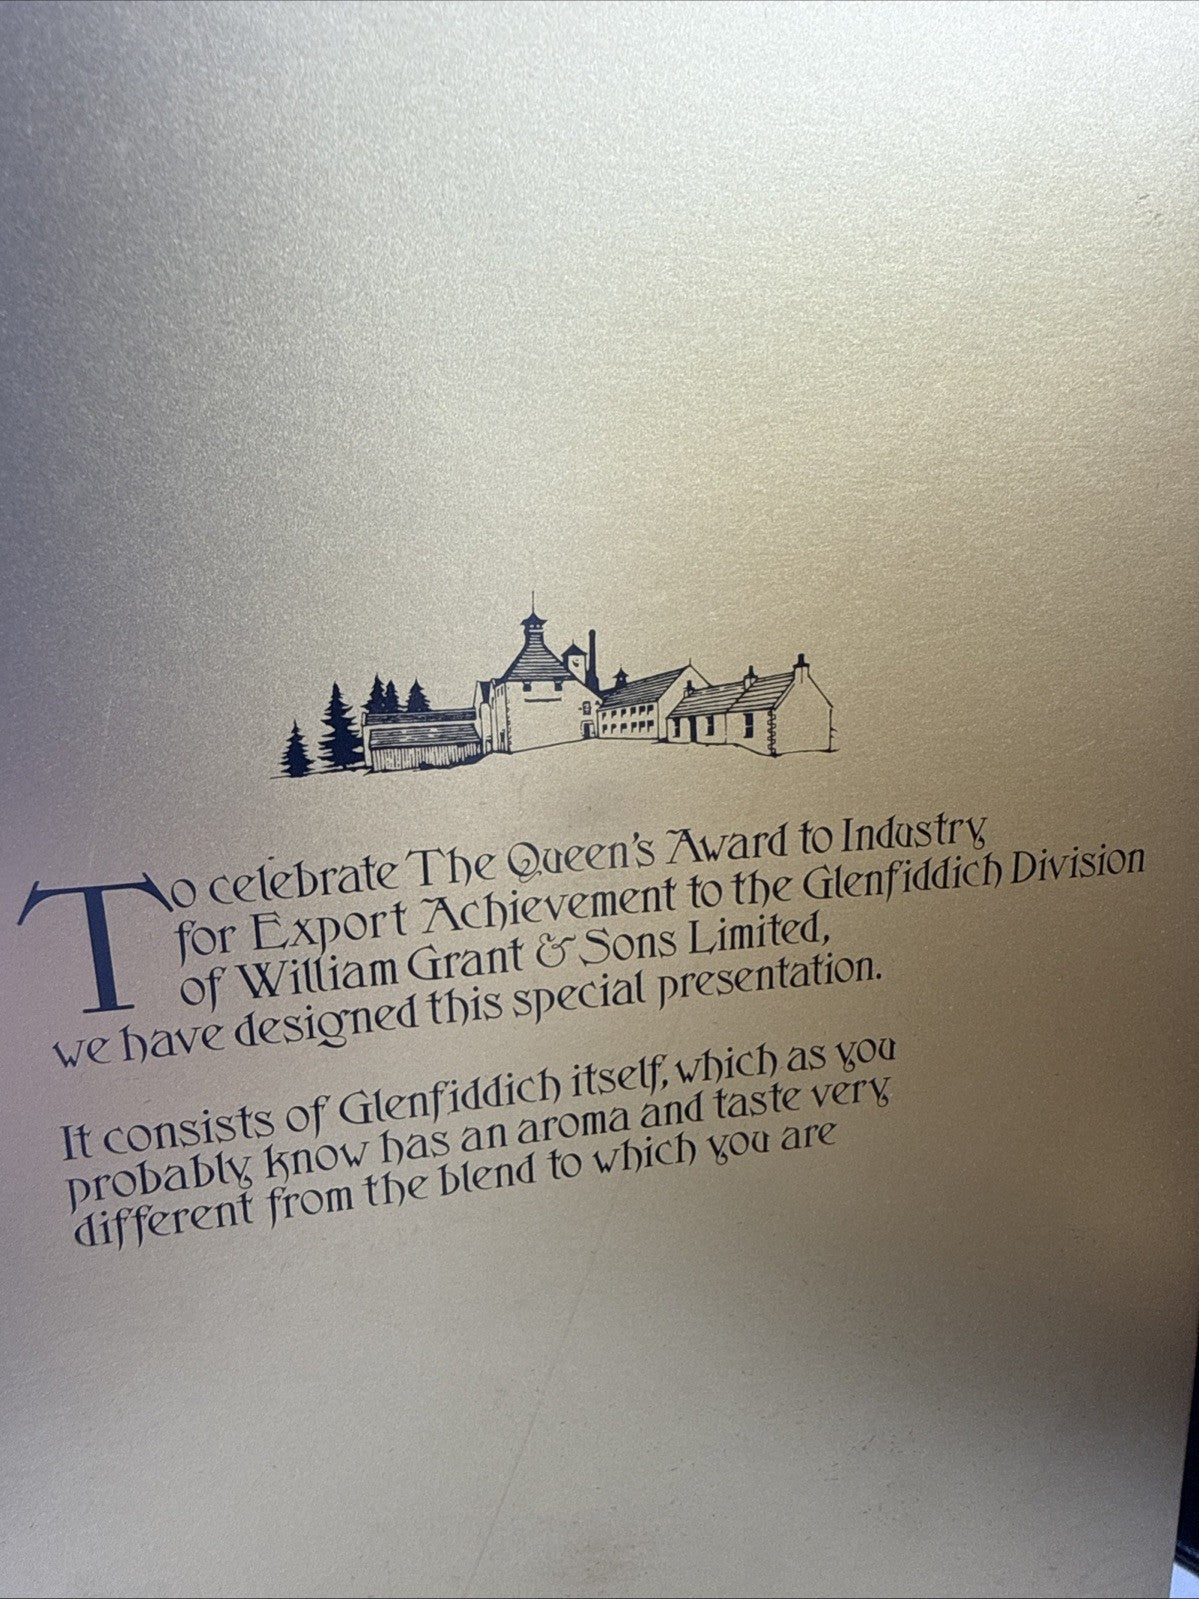 To celebrate The Queen's Award to Industry
for Export Achievement to the Glenfiddich Division
of William Grant & Sons Limited,
we have designed this special presentation.
It consists of Glenfiddich itself, which as you
probably know has an aroma and taste very
different from the blend to which you are